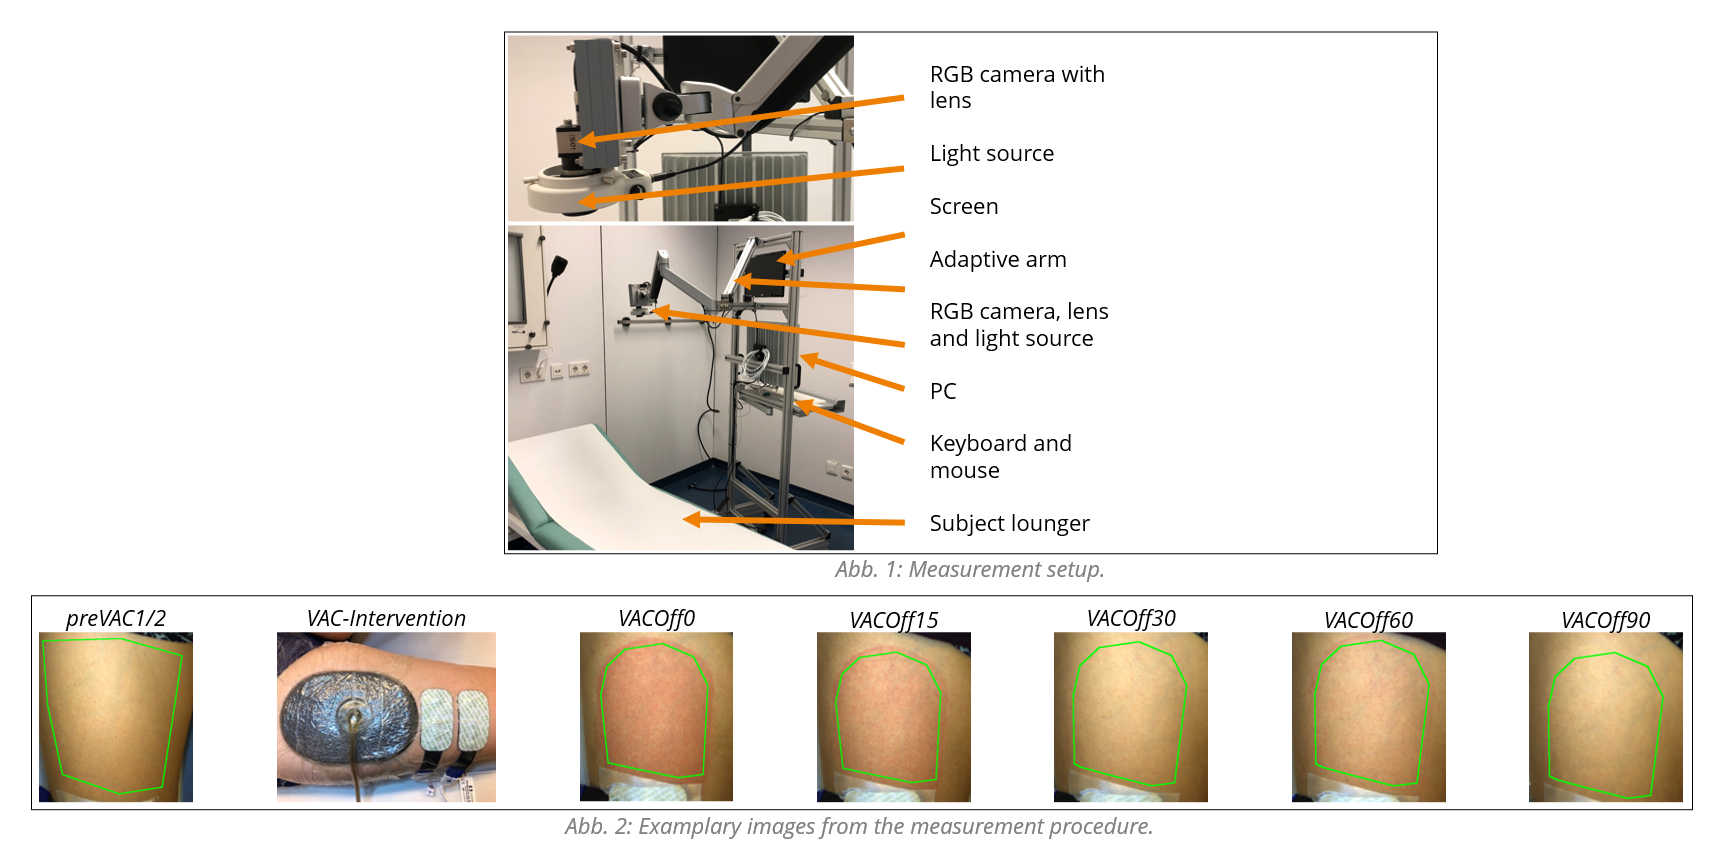 RGB camera with
lens
Light source
Screen
Adaptive arm
RGB camera, lens
and light source
PC
Keyboard and
mouse
Subject lounger
Abb. 1: Measurement setup.
preVAC1/2
VAC-Intervention
VACOff0
VACOff15
VACOff30
VACOff60
VACOff90
Abb. 2: Examplary images from the measurement procedure.